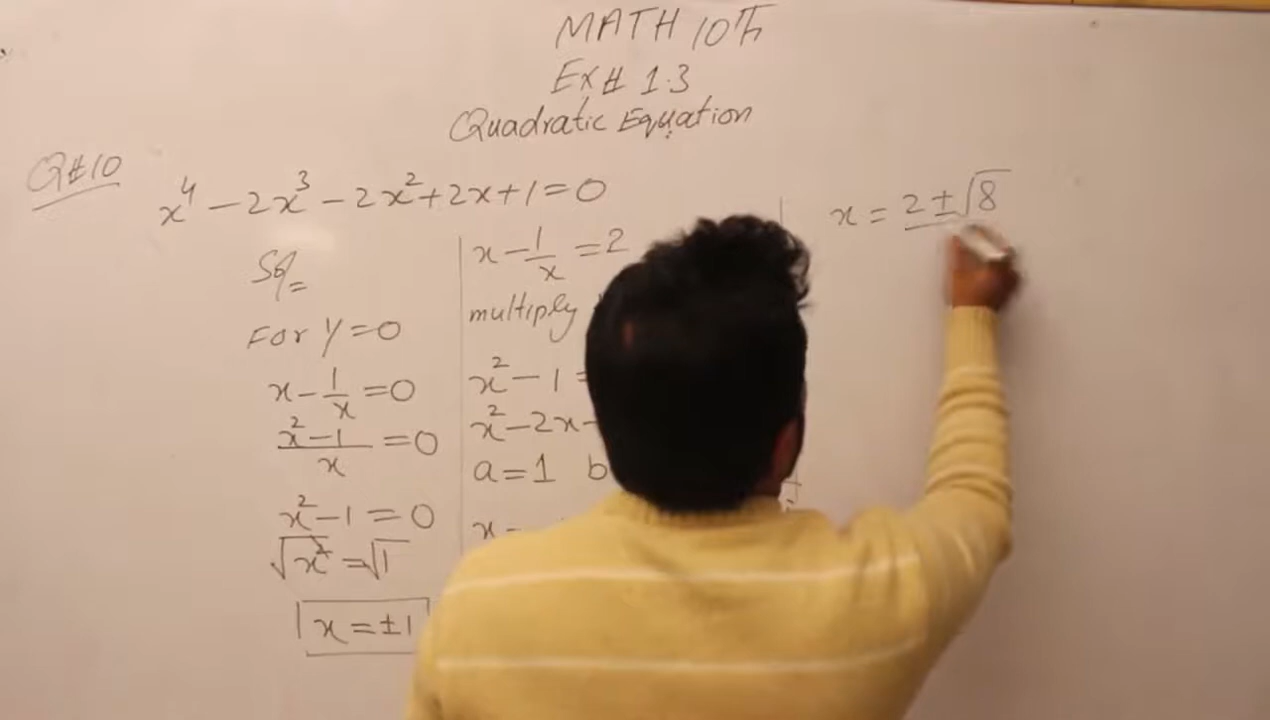 MATH 10Th
EX# 1.3
Quadratic Equation
Q#10
x⁴ - 2x³ - 2x² + 2x + 1 = 0
Sol=
For Y=0
x - 1/x = 0
x² - 1 / x = 0
x² - 1 = 0
√x² = √1
x = ±1
x - 1/x = 2
multiply
x² - 1 =
x² - 2x -
a = 1 b
x =
x = 2 ± √8